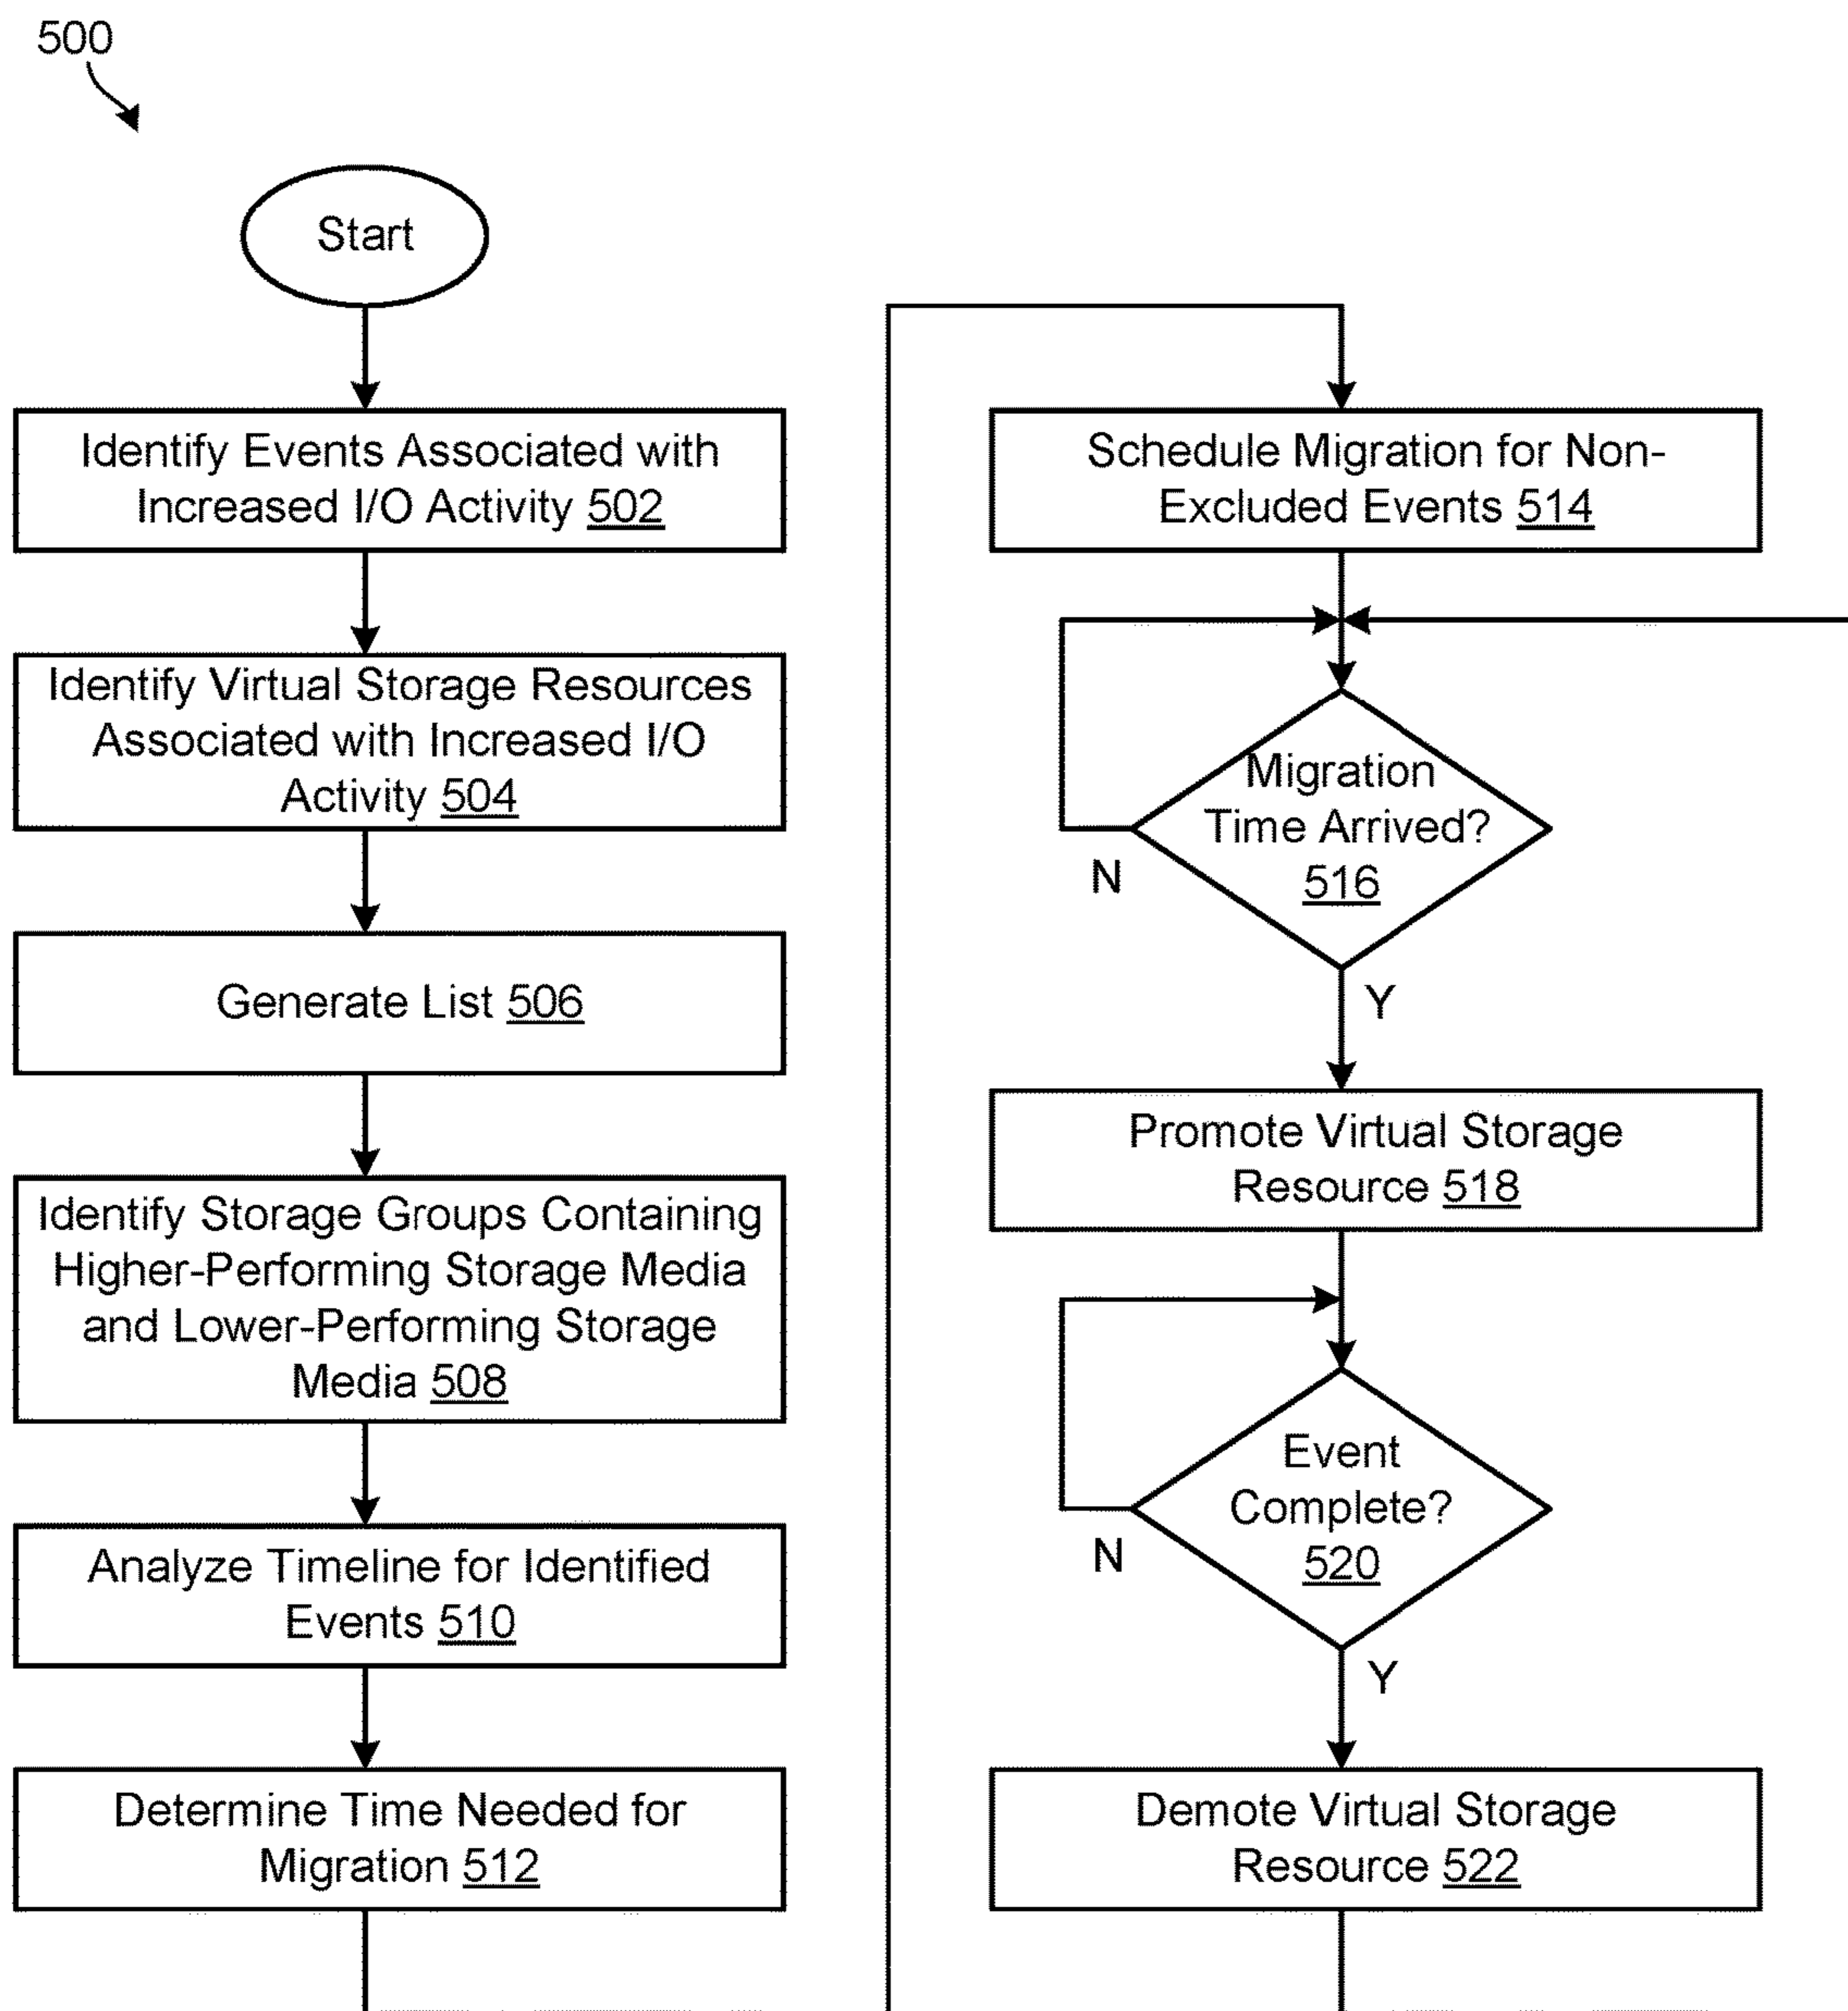 500
Start
Identify Events Associated with
Increased I/O Activity 502
Identify Virtual Storage Resources
Associated with Increased I/O
Activity 504
Generate List 506
Identify Storage Groups Containing
Higher-Performing Storage Media
and Lower-Performing Storage
Media 508
Analyze Timeline for Identified
Events 510
Determine Time Needed for
Migration 512
Schedule Migration for Non-
Excluded Events 514
Migration
Time Arrived?
516
N
Y
Promote Virtual Storage
Resource 518
Event
Complete?
520
N
Y
Demote Virtual Storage
Resource 522